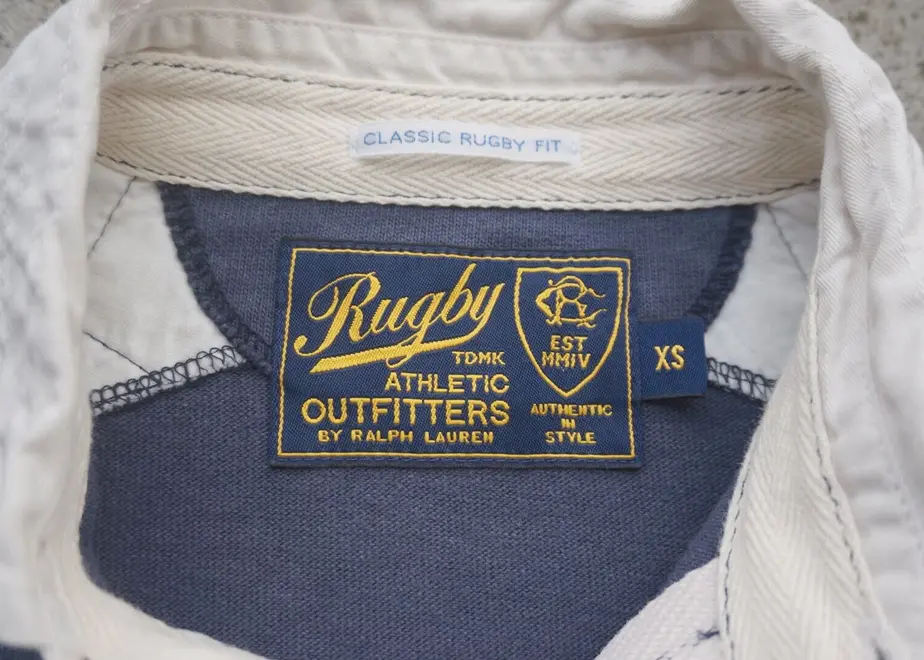 CLASSIC RUGBY FIT
Rugby
TDMK
ATHLETIC
OUTFITTERS
BY RALPH LAUREN
EST
MMIV
AUTHENTIC
IN
STYLE
XS